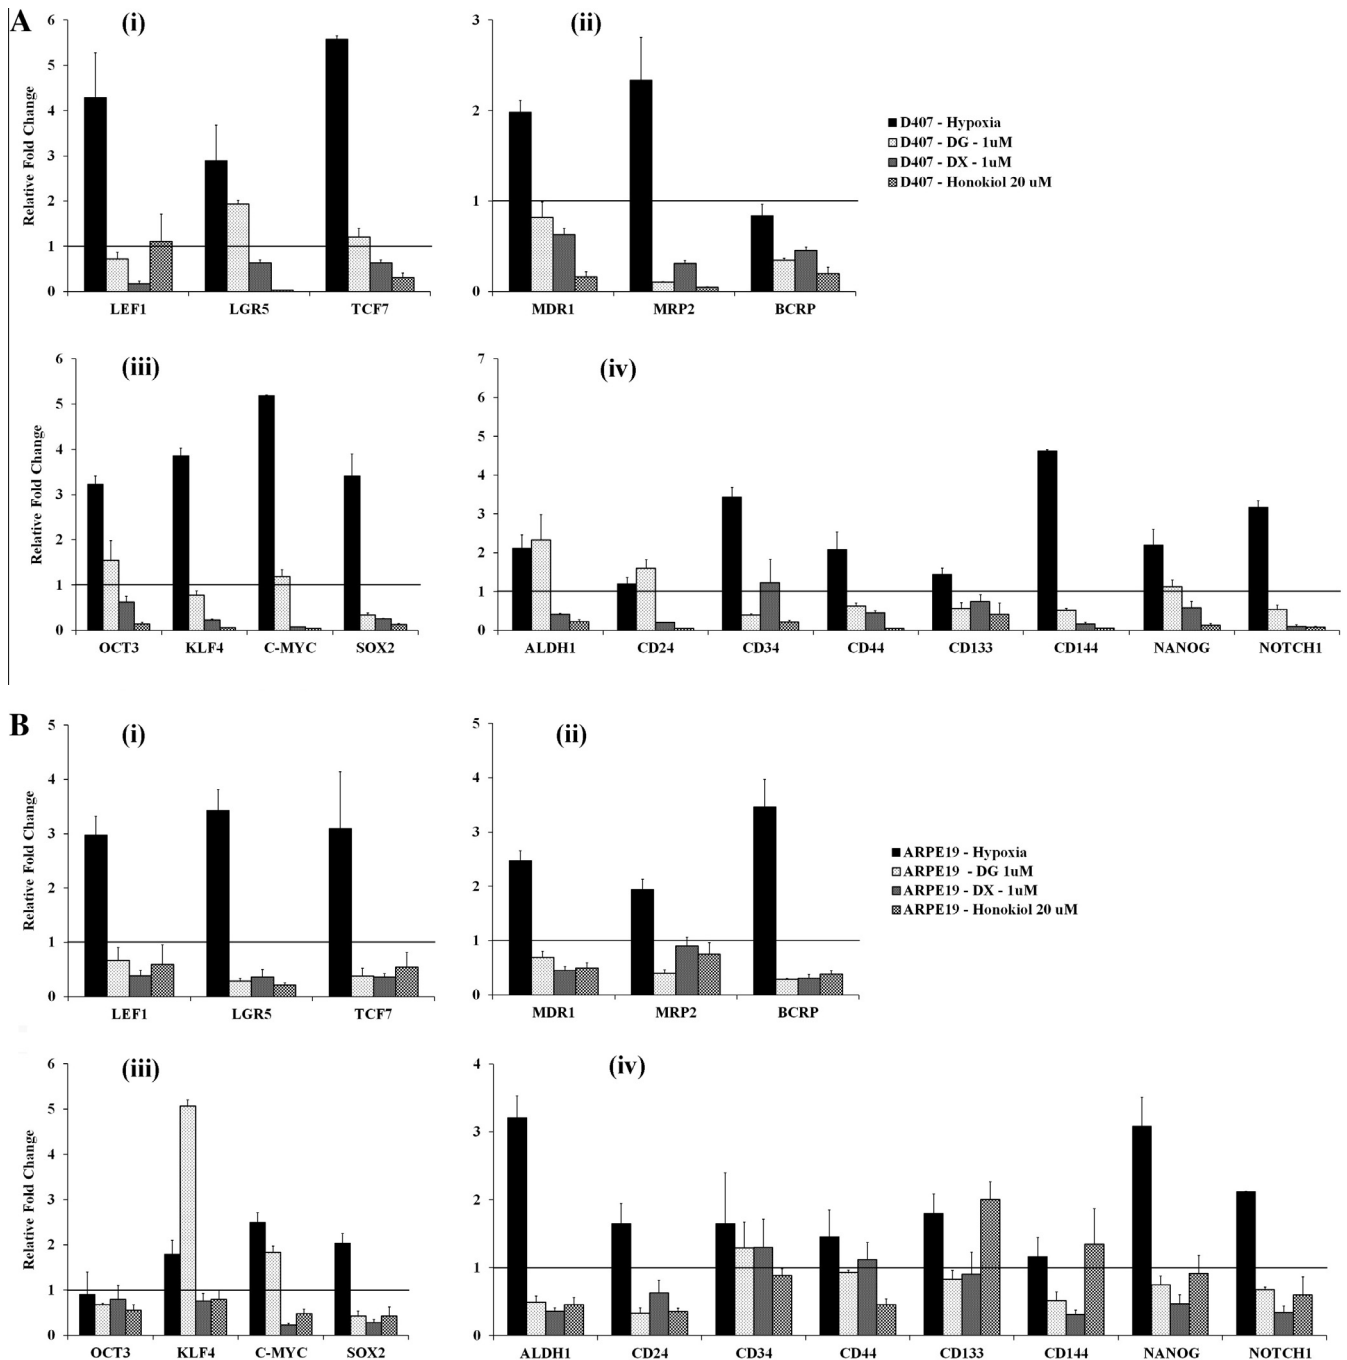 A
(i)
Relative Fold Change
6
5
4
3
2
1
0
LEF1 LGR5 TCF7
(ii)
3
2
1
0
MDR1 MRP2 BCRP
D407 - Hypoxia
D407 - DG - 1uM
D407 - DX - 1uM
D407 - Honokiol 20 uM
(iii)
Relative Fold Change
6
5
4
3
2
1
0
OCT3 KLF4 C-MYC SOX2
(iv)
7
6
5
4
3
2
1
0
ALDH1 CD24 CD34 CD44 CD133 CD144 NANOG NOTCH1
B
(i)
Relative Fold Change
5
4
3
2
1
0
LEF1 LGR5 TCF7
(ii)
5
4
3
2
1
0
MDR1 MRP2 BCRP
ARPE19 - Hypoxia
ARPE19 - DG 1uM
ARPE19 - DX - 1uM
ARPE19 - Honokiol 20 uM
(iii)
Relative Fold Change
6
5
4
3
2
1
0
OCT3 KLF4 C-MYC SOX2
(iv)
4
3
2
1
0
ALDH1 CD24 CD34 CD44 CD133 CD144 NANOG NOTCH1